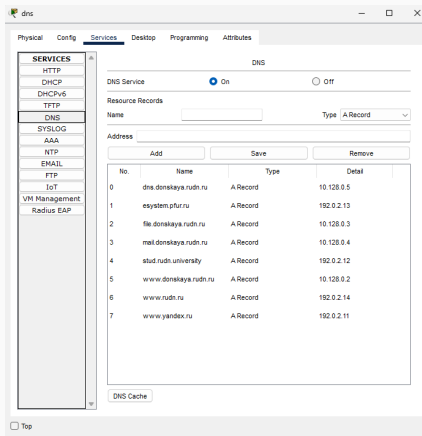 dns
Physical Config Services Desktop Programming Attributes
SERVICES
HTTP
DHCP
DHCPv6
TFTP
DNS
SYSLOG
AAA
NTP
EMAIL
FTP
IoT
VM Management
Radius EAP
DNS
DNS Service On Off
Resource Records
Name Type A Record
Address
Add Save Remove
No. Name Type Detail
0 dns.donskaya.rudn.ru A Record 10.128.0.5
1 esystem.pfur.ru A Record 192.0.2.13
2 file.donskaya.rudn.ru A Record 10.128.0.3
3 mail.donskaya.rudn.ru A Record 10.128.0.4
4 stud.rudn.university A Record 192.0.2.12
5 www.donskaya.rudn.ru A Record 10.128.0.2
6 www.rudn.ru A Record 192.0.2.14
7 www.yandex.ru A Record 192.0.2.11
DNS Cache
Top